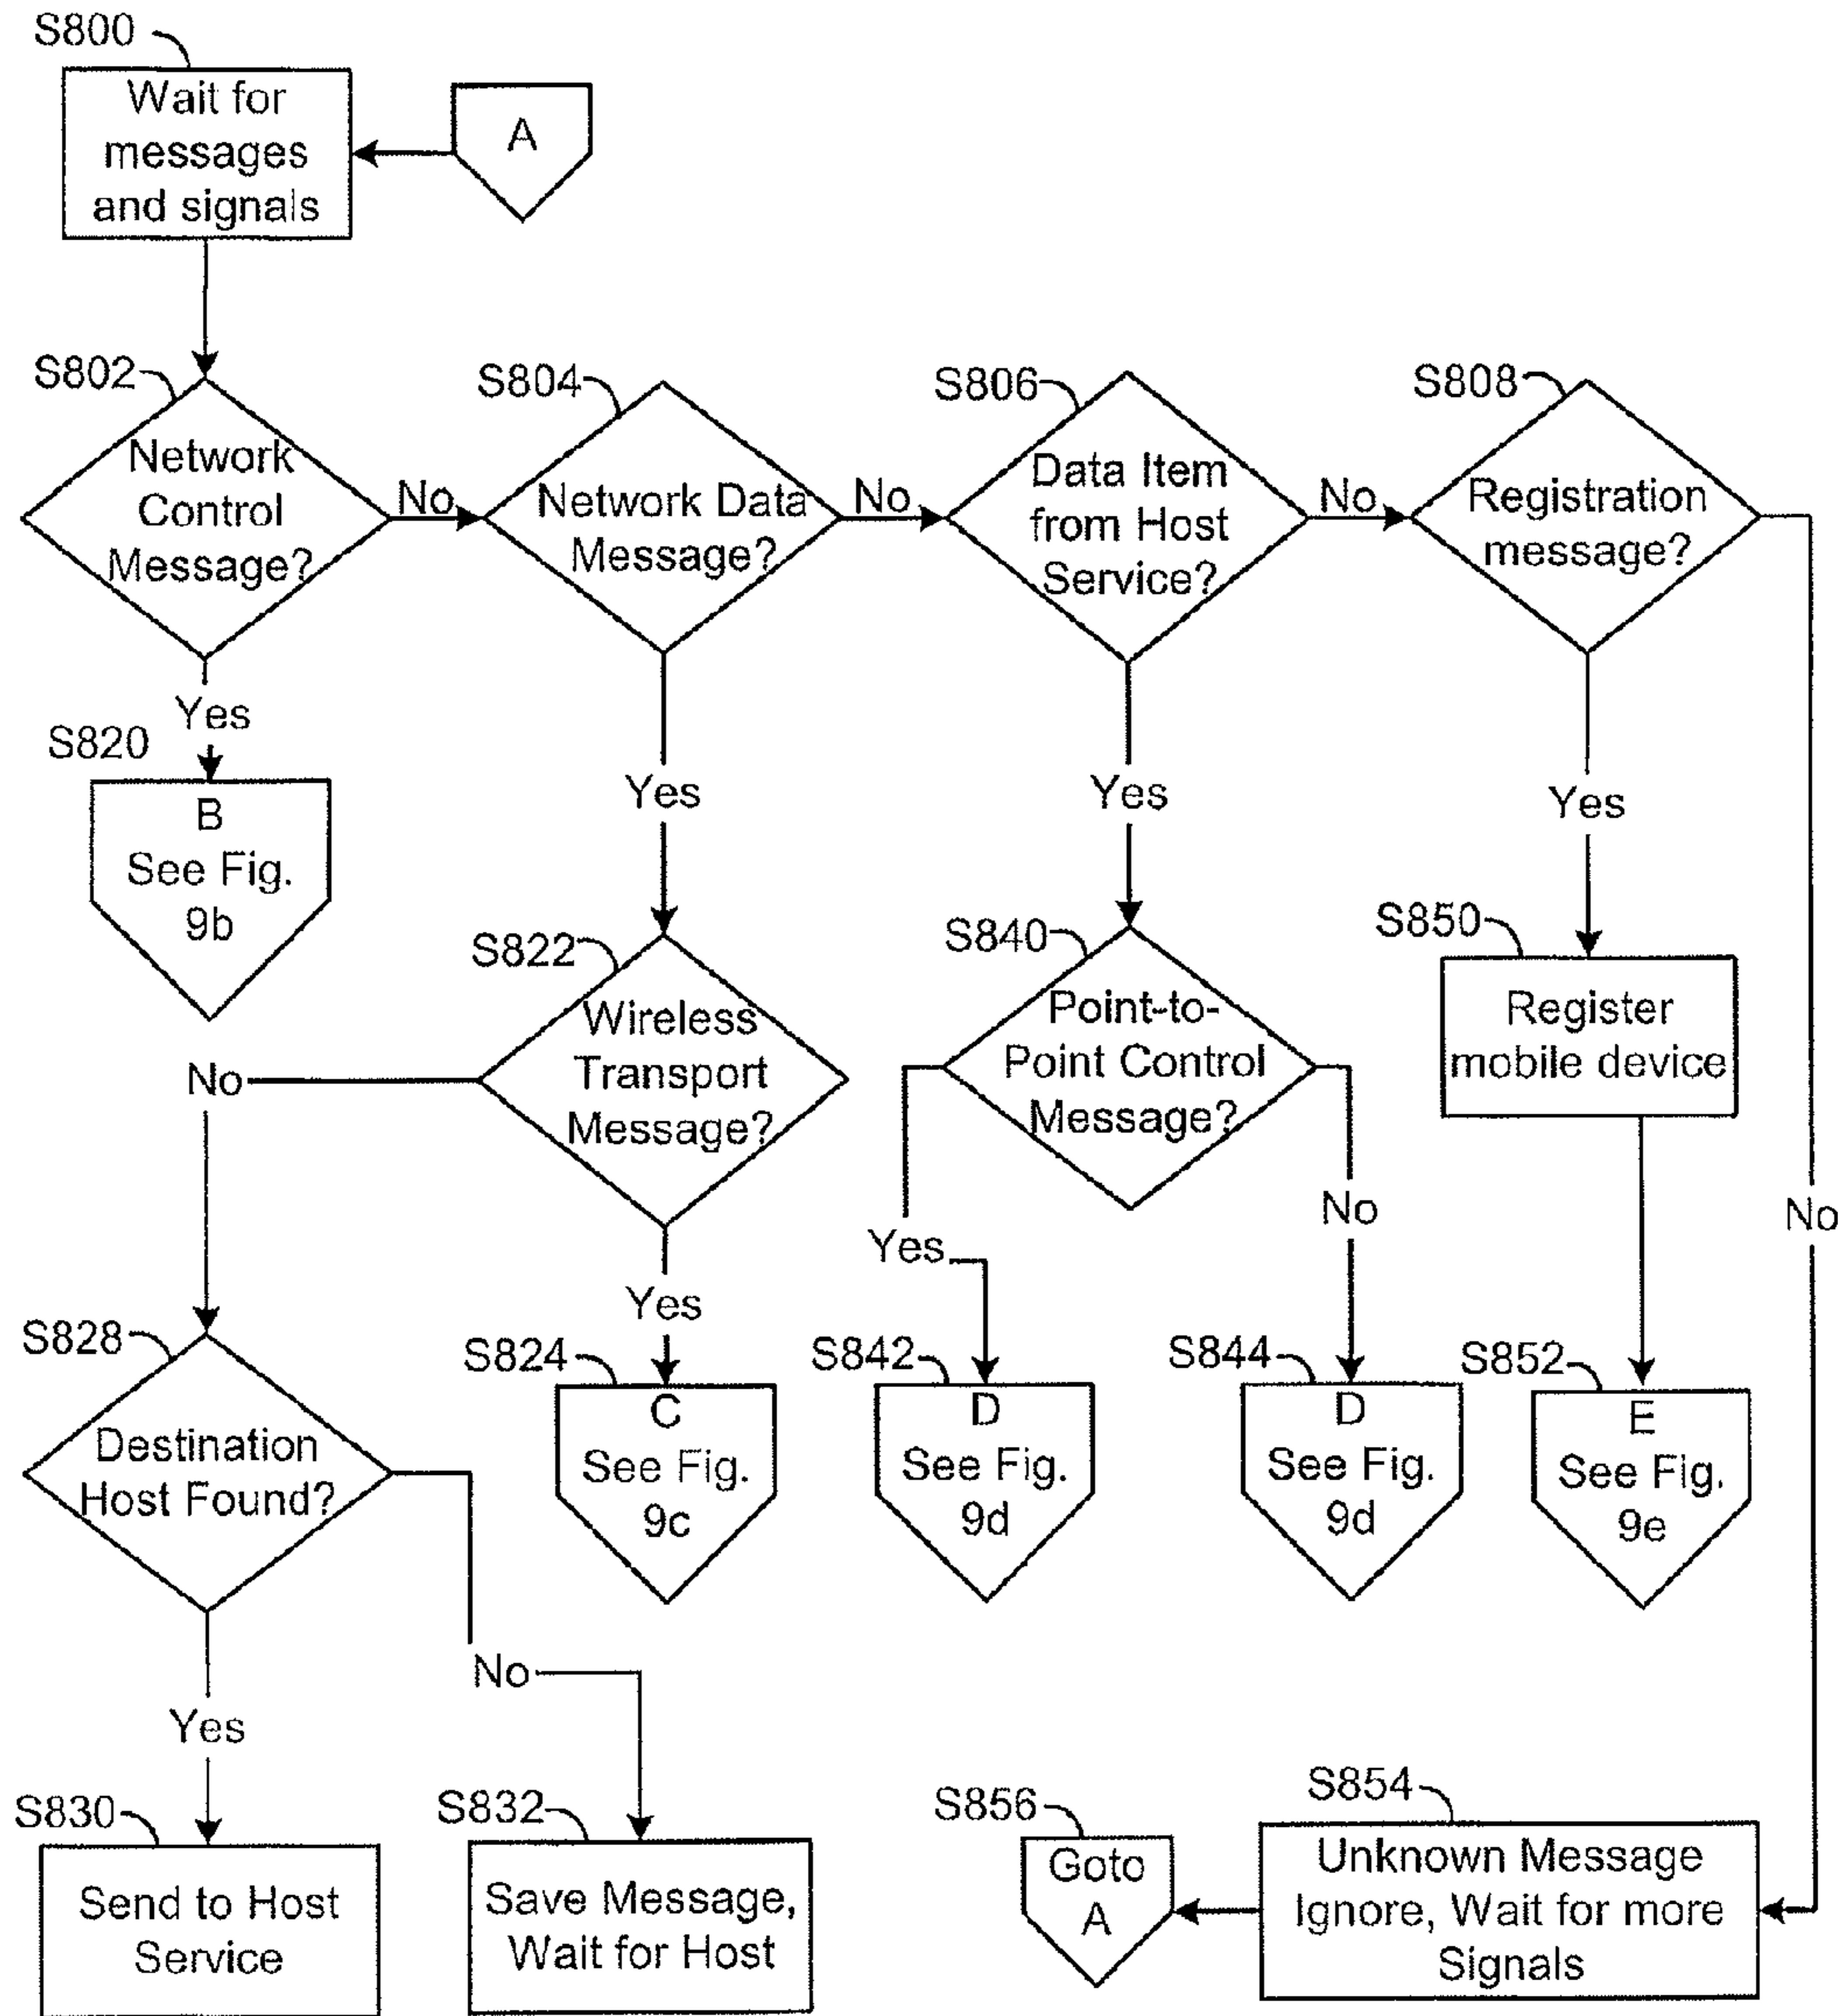 S800
Wait for
messages
and signals
A
S802
Network
Control
Message?
No
S804
Network Data
Message?
No
S806
Data Item
from Host
Service?
No
S808
Registration
message?
Yes
S820
B
See Fig.
9b
Yes
Yes
Yes
No
S822
Wireless
Transport
Message?
No
Yes
S840
Point-to-
Point Control
Message?
Yes
No
S850
Register
mobile device
S828
Destination
Host Found?
S824
C
See Fig.
9c
S842
D
See Fig.
9d
S844
D
See Fig.
9d
S852
E
See Fig.
9e
Yes
No
S830
Send to Host
Service
S832
Save Message,
Wait for Host
S856
Goto
A
S854
Unknown Message
Ignore, Wait for more
Signals